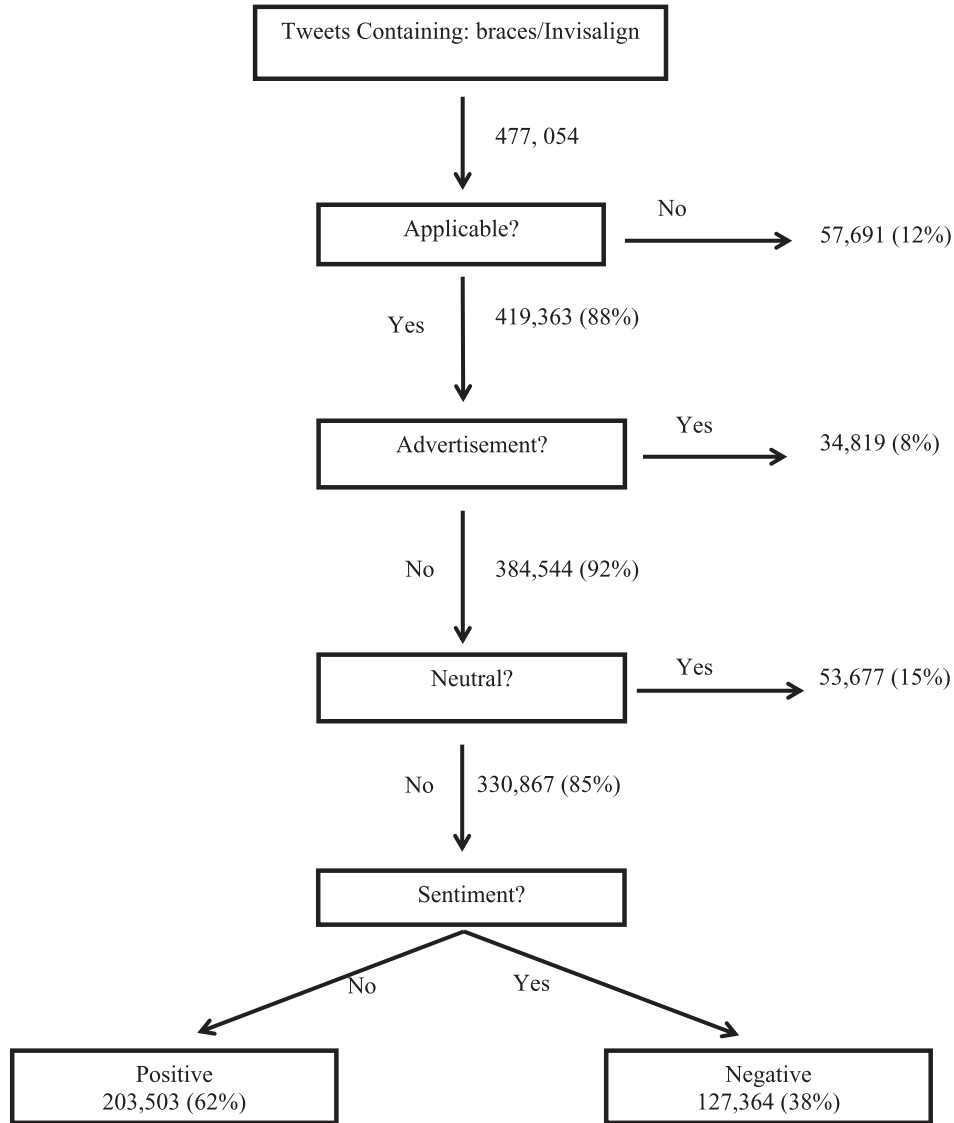 Tweets Containing: braces/Invisalign
477, 054
Applicable?
No
57,691 (12%)
Yes
419,363 (88%)
Advertisement?
Yes
34,819 (8%)
No
384,544 (92%)
Neutral?
Yes
53,677 (15%)
No
330,867 (85%)
Sentiment?
No
Yes
Positive
203,503 (62%)
Negative
127,364 (38%)